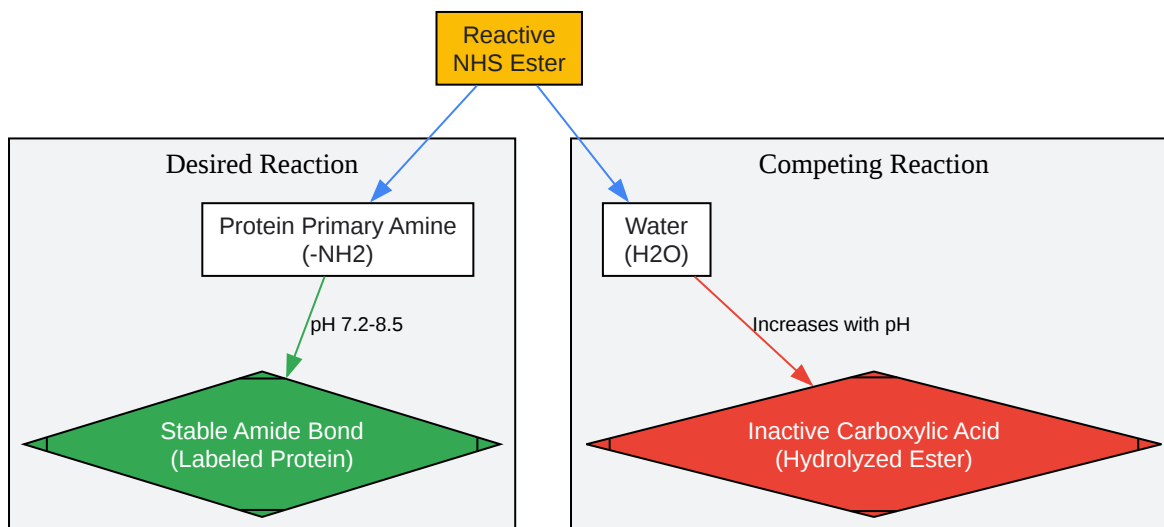 Reactive
NHS Ester
Desired Reaction
Protein Primary Amine
(-NH2)
pH 7.2-8.5
Stable Amide Bond
(Labeled Protein)
Competing Reaction
Water
(H2O)
Increases with pH
Inactive Carboxylic Acid
(Hydrolyzed Ester)